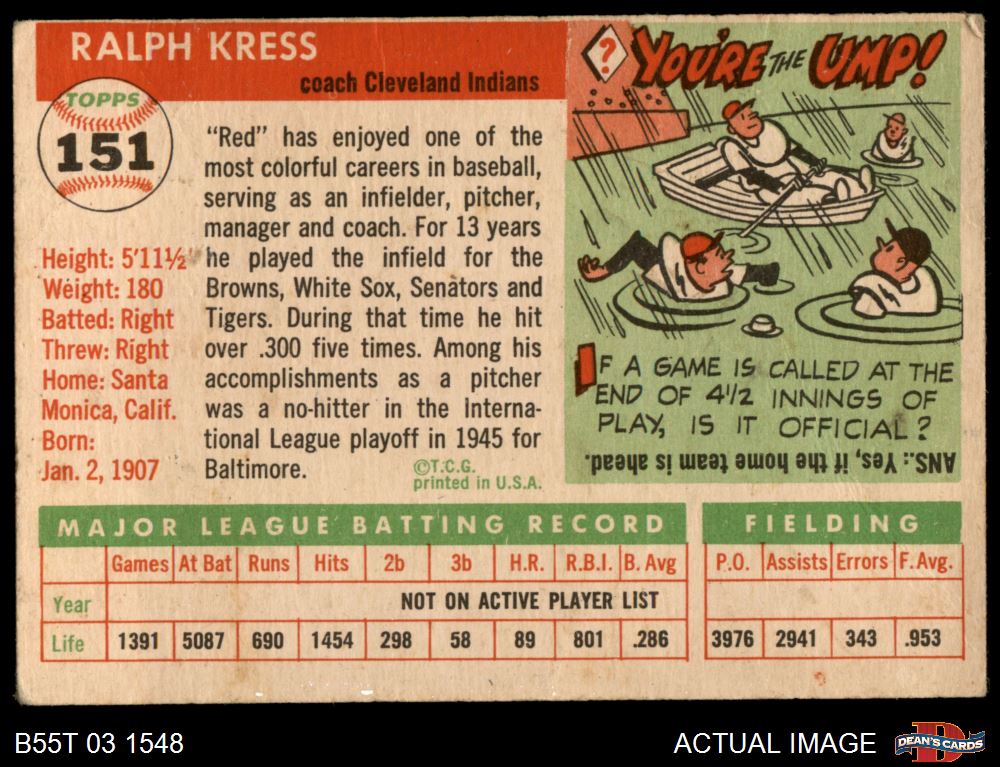 RALPH KRESS
coach Cleveland Indians
TOPPS
151
Height: 5'11½
Weight: 180
Batted: Right
Threw: Right
Home: Santa
Monica, Calif.
Born:
Jan. 2, 1907
"Red" has enjoyed one of the
most colorful careers in baseball,
serving as an infielder, pitcher,
manager and coach. For 13 years
he played the infield for the
Browns, White Sox, Senators and
Tigers. During that time he hit
over .300 five times. Among his
accomplishments as a pitcher
was a no-hitter in the Interna-
tional League playoff in 1945 for
Baltimore.
©T.C.G.
printed in U.S.A.
? YOU'RE THE UMP!
IF A GAME IS CALLED AT THE
END OF 4 1/2 INNINGS OF
PLAY, IS IT OFFICIAL?
ANS.: Yes, if the home team is ahead.
MAJOR LEAGUE BATTING RECORD FIELDING
Games At Bat Runs Hits 2b 3b H.R. R.B.I. B. Avg P.O. Assists Errors F. Avg.
Year NOT ON ACTIVE PLAYER LIST
Life 1391 5087 690 1454 298 58 89 801 .286 3976 2941 343 .953
B55T 03 1548
ACTUAL IMAGE
D
DEAN'S CARDS